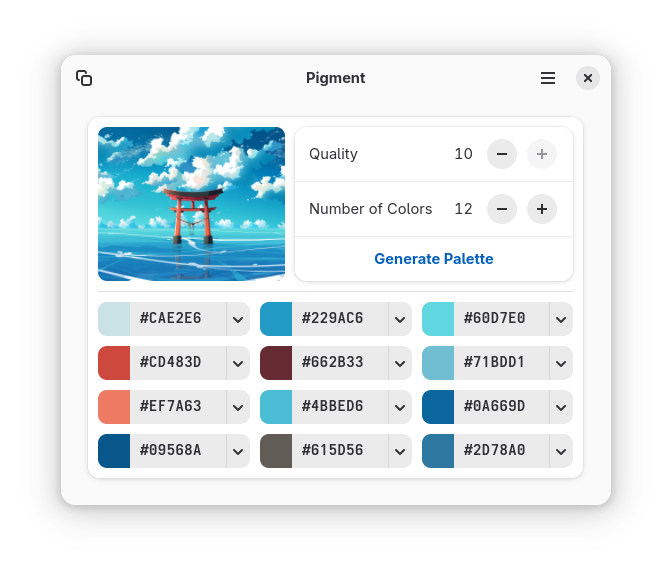 Pigment
Quality 10
Number of Colors 12
Generate Palette
#CAE2E6 #229AC6 #60D7E0
#CD483D #662B33 #71BDD1
#EF7A63 #4BBED6 #0A669D
#09568A #615D56 #2D78A0